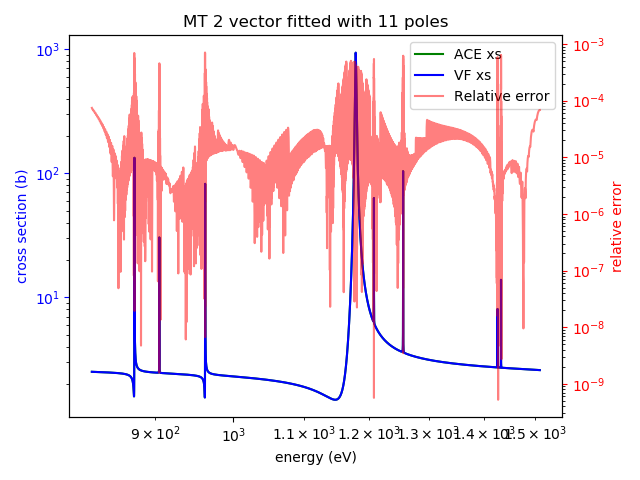 MT 2 vector fitted with 11 poles
ACE xs
VF xs
Relative error
cross section (b)
10³
10²
10¹
relative error
10⁻³
10⁻⁴
10⁻⁵
10⁻⁶
10⁻⁷
10⁻⁸
10⁻⁹
9×10² 10³ 1.1×10³ 1.2×10³ 1.3×10³ 1.4×10³ 1.5×10³
energy (eV)